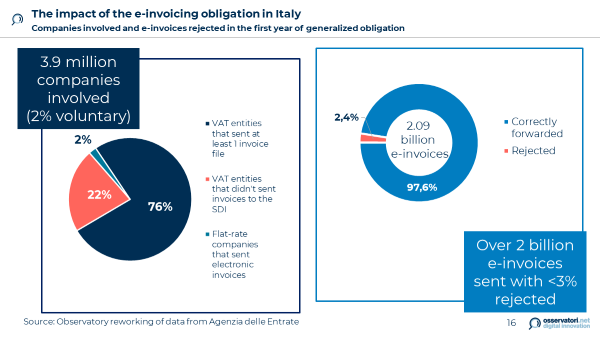 The impact of the e-invoicing obligation in Italy
Companies involved and e-invoices rejected in the first year of generalized obligation
3.9 million
companies
involved
(2% voluntary)
2%
22%
76%
VAT entities
that sent at
least 1 invoice
file
VAT entities
that didn't sent
invoices to the
SDI
Flat-rate
companies
that sent
electronic
invoices
2,4%
2.09
billion
e-invoices
97,6%
Correctly
forwarded
Rejected
Over 2 billion
e-invoices
sent with <3%
rejected
Source: Observatory reworking of data from Agenzia delle Entrate
16
osservatori.net
digital innovation